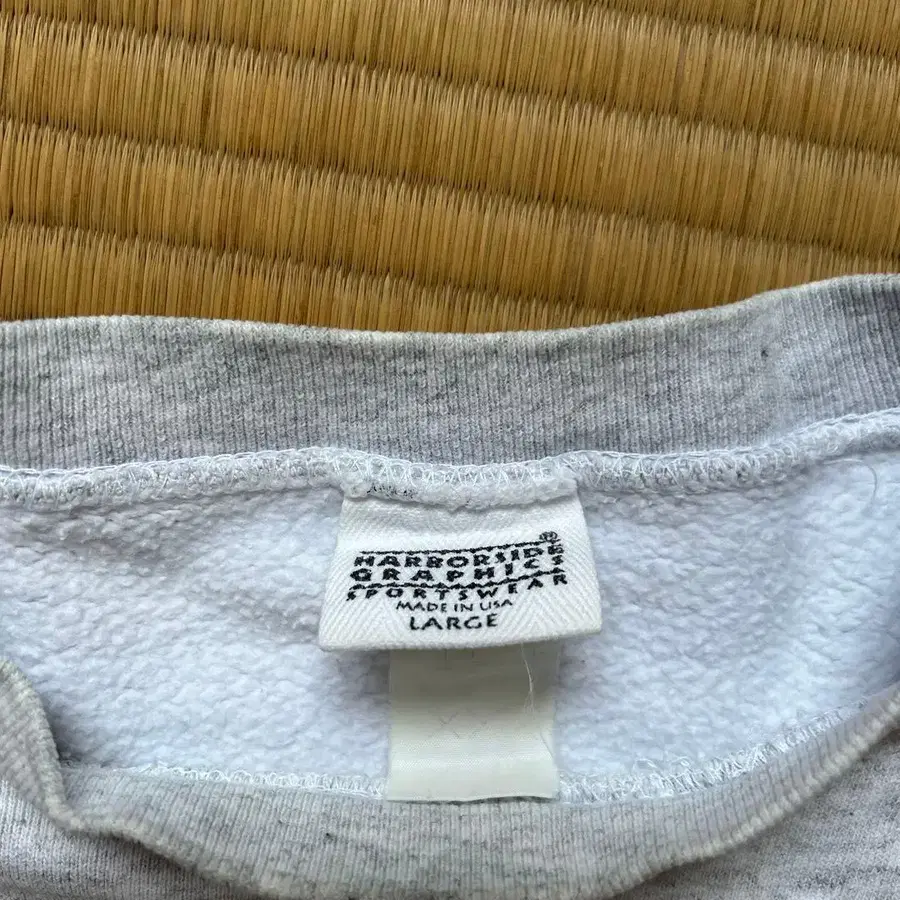 ®
HARBORSIDE
GRAPHICS
SPORTSWEAR
MADE IN USA
LARGE